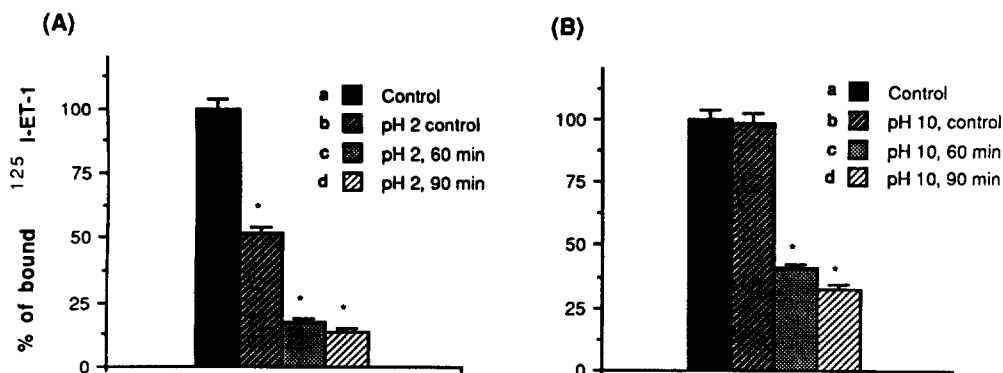 (A)
% of bound 125 I-ET-1
100
75
50
25
0
a Control
b pH 2 control
c pH 2, 60 min
d pH 2, 90 min
*
*
*
(B)
100
75
50
25
0
a Control
b pH 10, control
c pH 10, 60 min
d pH 10, 90 min
*
*